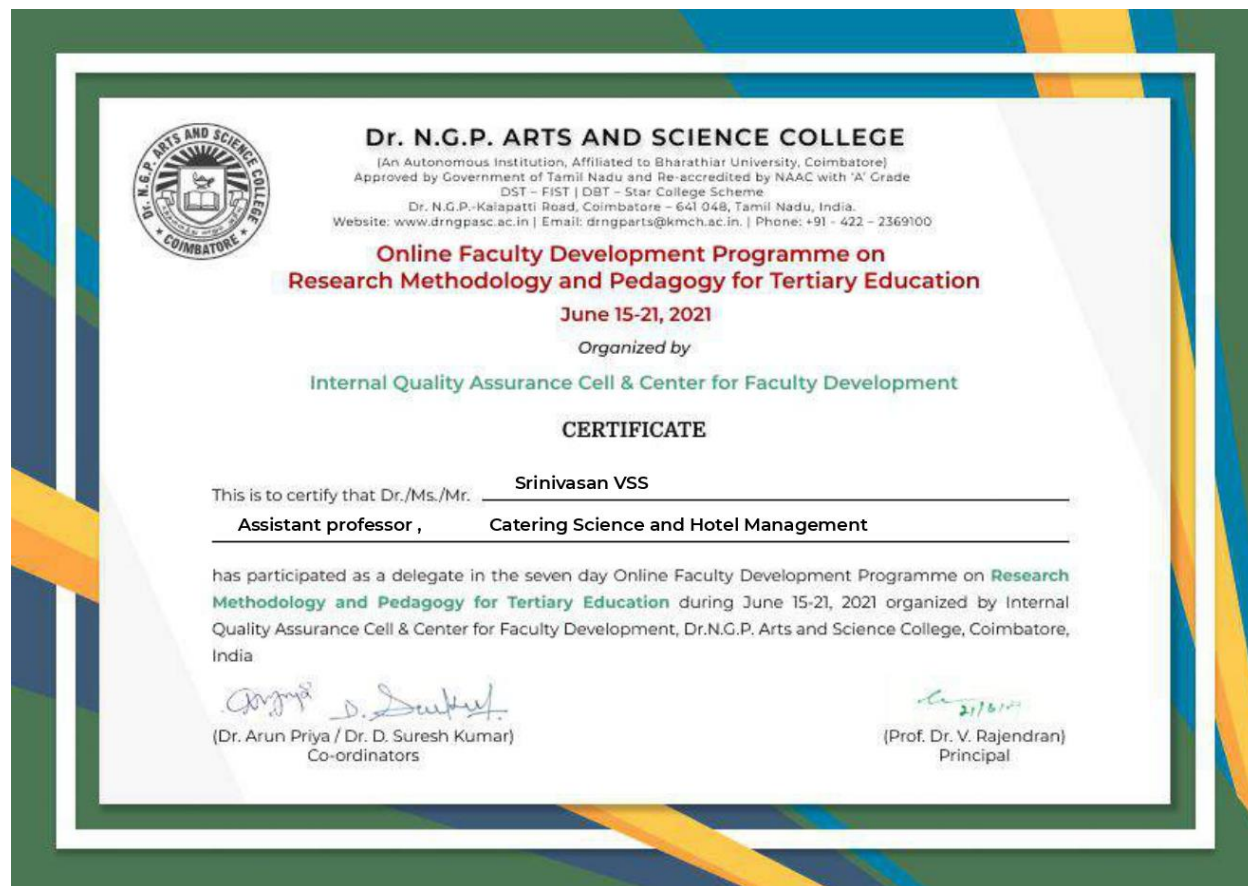 Dr. N.G.P. ARTS AND SCIENCE COLLEGE
COIMBATORE
Dr. N.G.P. ARTS AND SCIENCE COLLEGE
(An Autonomous Institution, Affiliated to Bharathiar University, Coimbatore)
Approved by Government of Tamil Nadu and Re-accredited by NAAC with 'A' Grade
DST – FIST | DBT – Star College Scheme
Dr. N.G.P.-Kalapatti Road, Coimbatore – 641 048, Tamil Nadu, India.
Website: www.drngpasc.ac.in | Email: drngparts@kmch.ac.in. | Phone: +91 - 422 – 2369100
Online Faculty Development Programme on
Research Methodology and Pedagogy for Tertiary Education
June 15-21, 2021
Organized by
Internal Quality Assurance Cell & Center for Faculty Development
CERTIFICATE
This is to certify that Dr./Ms./Mr. Srinivasan VSS
Assistant professor , Catering Science and Hotel Management
has participated as a delegate in the seven day Online Faculty Development Programme on Research
Methodology and Pedagogy for Tertiary Education during June 15-21, 2021 organized by Internal
Quality Assurance Cell & Center for Faculty Development, Dr.N.G.P. Arts and Science College, Coimbatore,
India
(Dr. Arun Priya / Dr. D. Suresh Kumar) (Prof. Dr. V. Rajendran)
Co-ordinators Principal